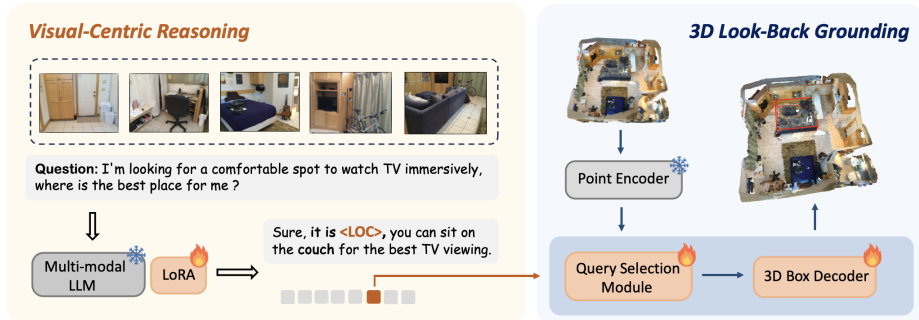 Visual-Centric Reasoning
Question: I'm looking for a comfortable spot to watch TV immersively,
where is the best place for me ?
Multi-modal
LLM
LoRA
Sure, it is <LOC>, you can sit on
the couch for the best TV viewing.
3D Look-Back Grounding
Point Encoder
Query Selection
Module
3D Box Decoder